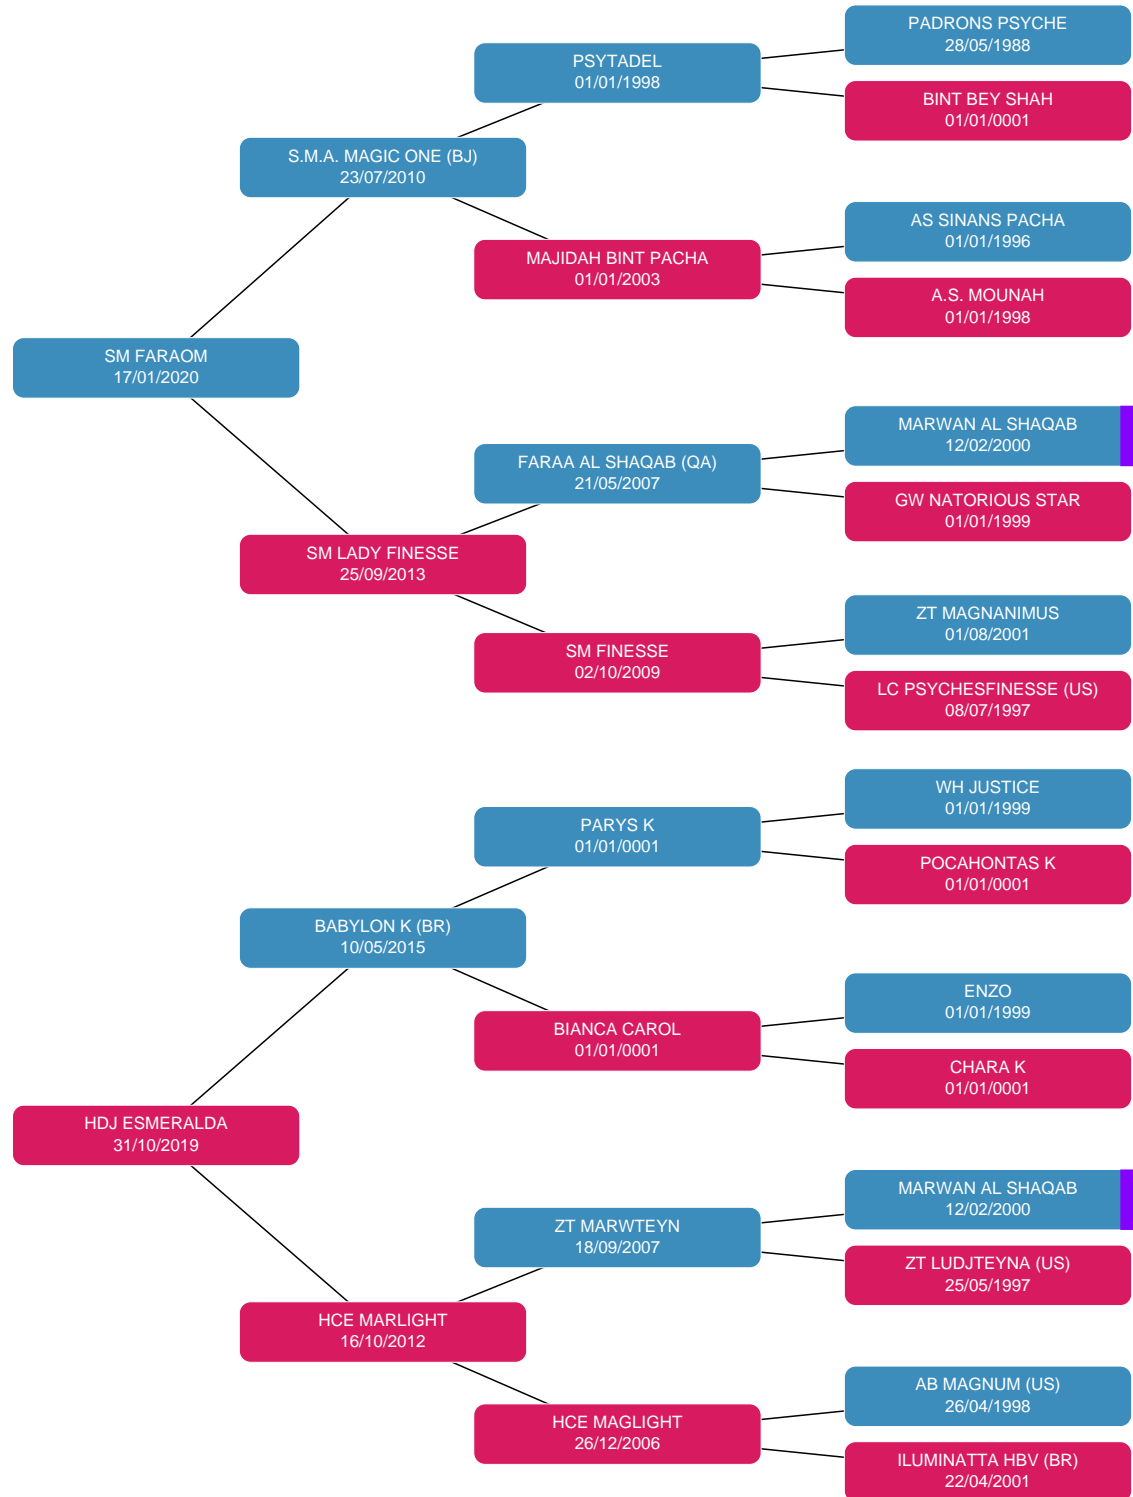 PADRONS PSYCHE
28/05/1988
PSYTADEL
01/01/1998
BINT BEY SHAH
01/01/0001
S.M.A. MAGIC ONE (BJ)
23/07/2010
AS SINANS PACHA
01/01/1996
MAJIDAH BINT PACHA
01/01/2003
A.S. MOUNAH
01/01/1998
SM FARAOM
17/01/2020
MARWAN AL SHAQAB
12/02/2000
FARAA AL SHAQAB (QA)
21/05/2007
GW NATORIOUS STAR
01/01/1999
SM LADY FINESSE
25/09/2013
ZT MAGNANIMUS
01/08/2001
SM FINESSE
02/10/2009
LC PSYCHESFINESSE (US)
08/07/1997
WH JUSTICE
01/01/1999
PARYS K
01/01/0001
POCAHONTAS K
01/01/0001
BABYLON K (BR)
10/05/2015
ENZO
01/01/1999
BIANCA CAROL
01/01/0001
CHARA K
01/01/0001
HDJ ESMERALDA
31/10/2019
MARWAN AL SHAQAB
12/02/2000
ZT MARWTEYN
18/09/2007
ZT LUDJTEYNA (US)
25/05/1997
HCE MARLIGHT
16/10/2012
AB MAGNUM (US)
26/04/1998
HCE MAGLIGHT
26/12/2006
ILUMINATTA HBV (BR)
22/04/2001